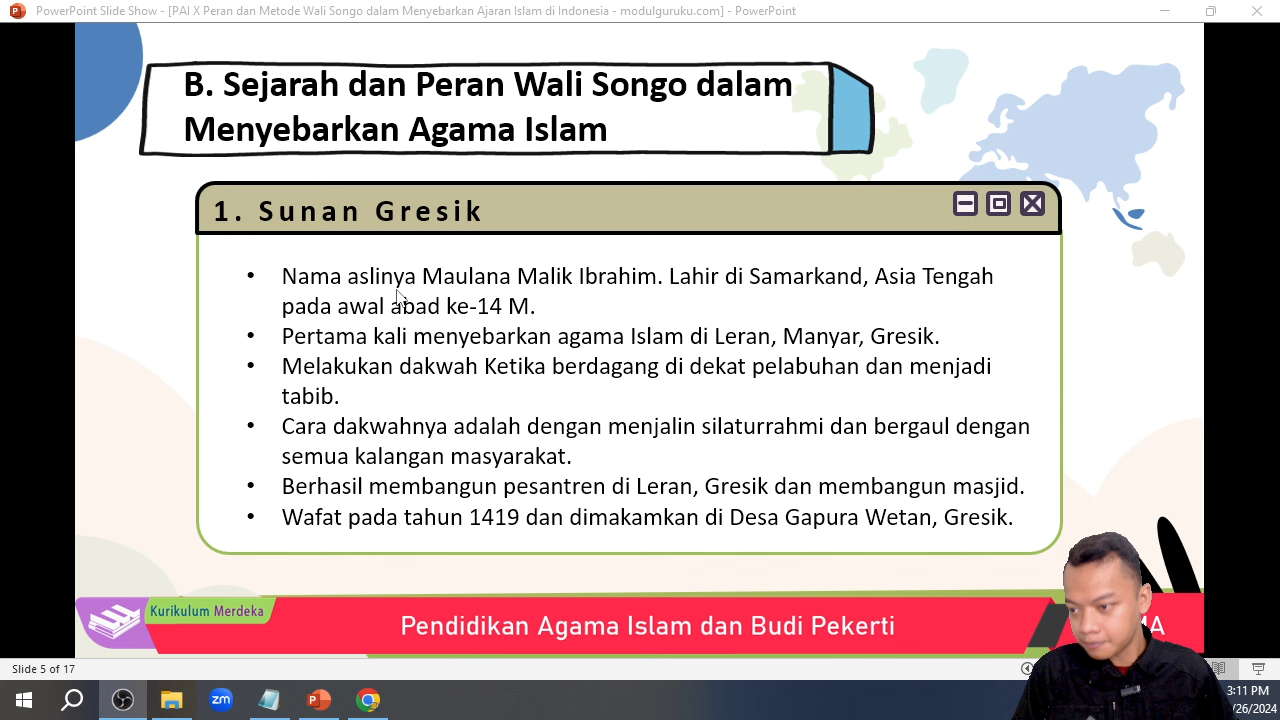 PowerPoint Slide Show - [PAI X Peran dan Metode Wali Songo dalam Menyebarkan Ajaran Islam di Indonesia - modulguruku.com] - PowerPoint
B. Sejarah dan Peran Wali Songo dalam
Menyebarkan Agama Islam
1. Sunan Gresik
• Nama aslinya Maulana Malik Ibrahim. Lahir di Samarkand, Asia Tengah
pada awal abad ke-14 M.
• Pertama kali menyebarkan agama Islam di Leran, Manyar, Gresik.
• Melakukan dakwah Ketika berdagang di dekat pelabuhan dan menjadi
tabib.
• Cara dakwahnya adalah dengan menjalin silaturrahmi dan bergaul dengan
semua kalangan masyarakat.
• Berhasil membangun pesantren di Leran, Gresik dan membangun masjid.
• Wafat pada tahun 1419 dan dimakamkan di Desa Gapura Wetan, Gresik.
Kurikulum Merdeka
Pendidikan Agama Islam dan Budi Pekerti
MA
Slide 5 of 17
zm
3:11 PM
/26/2024